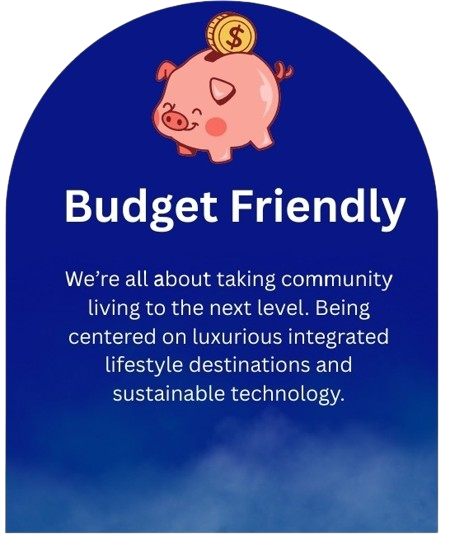 $
Budget Friendly
We're all about taking community
living to the next level. Being
centered on luxurious integrated
lifestyle destinations and
sustainable technology.